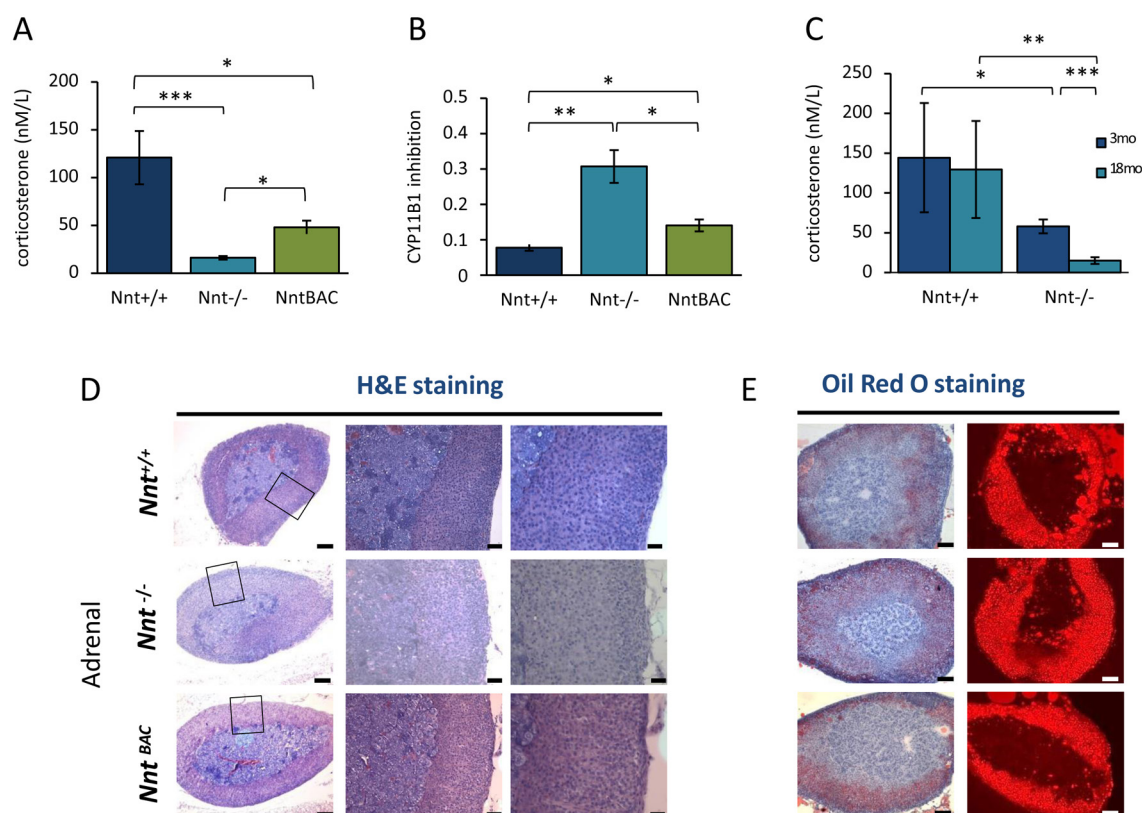 A
corticosterone (nM/L)
200
150
100
50
0
*
***
*
Nnt+/+
Nnt-/-
NntBAC
B
CYP11B1 inhibition
0.5
0.4
0.3
0.2
0.1
0
*
**
*
Nnt+/+
Nnt-/-
NntBAC
C
corticosterone (nM/L)
250
200
150
100
50
0
**
*
***
3mo
18mo
Nnt+/+
Nnt-/-
D
H&E staining
Adrenal
Nnt+/+
Nnt -/-
Nnt BAC
E
Oil Red O staining